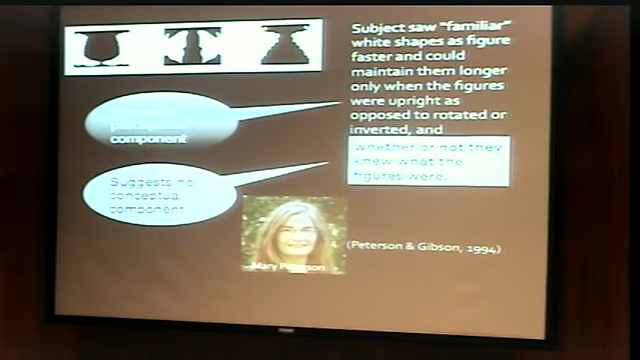 Subject saw "familiar"
white shapes as figure
faster and could
maintain them longer
only when the figures
were upright as
opposed to rotated or
inverted, and
whether or not they
knew what the
figures were.
component
Suggests no
conceptual
component
Mary Peterson
(Peterson & Gibson, 1994)